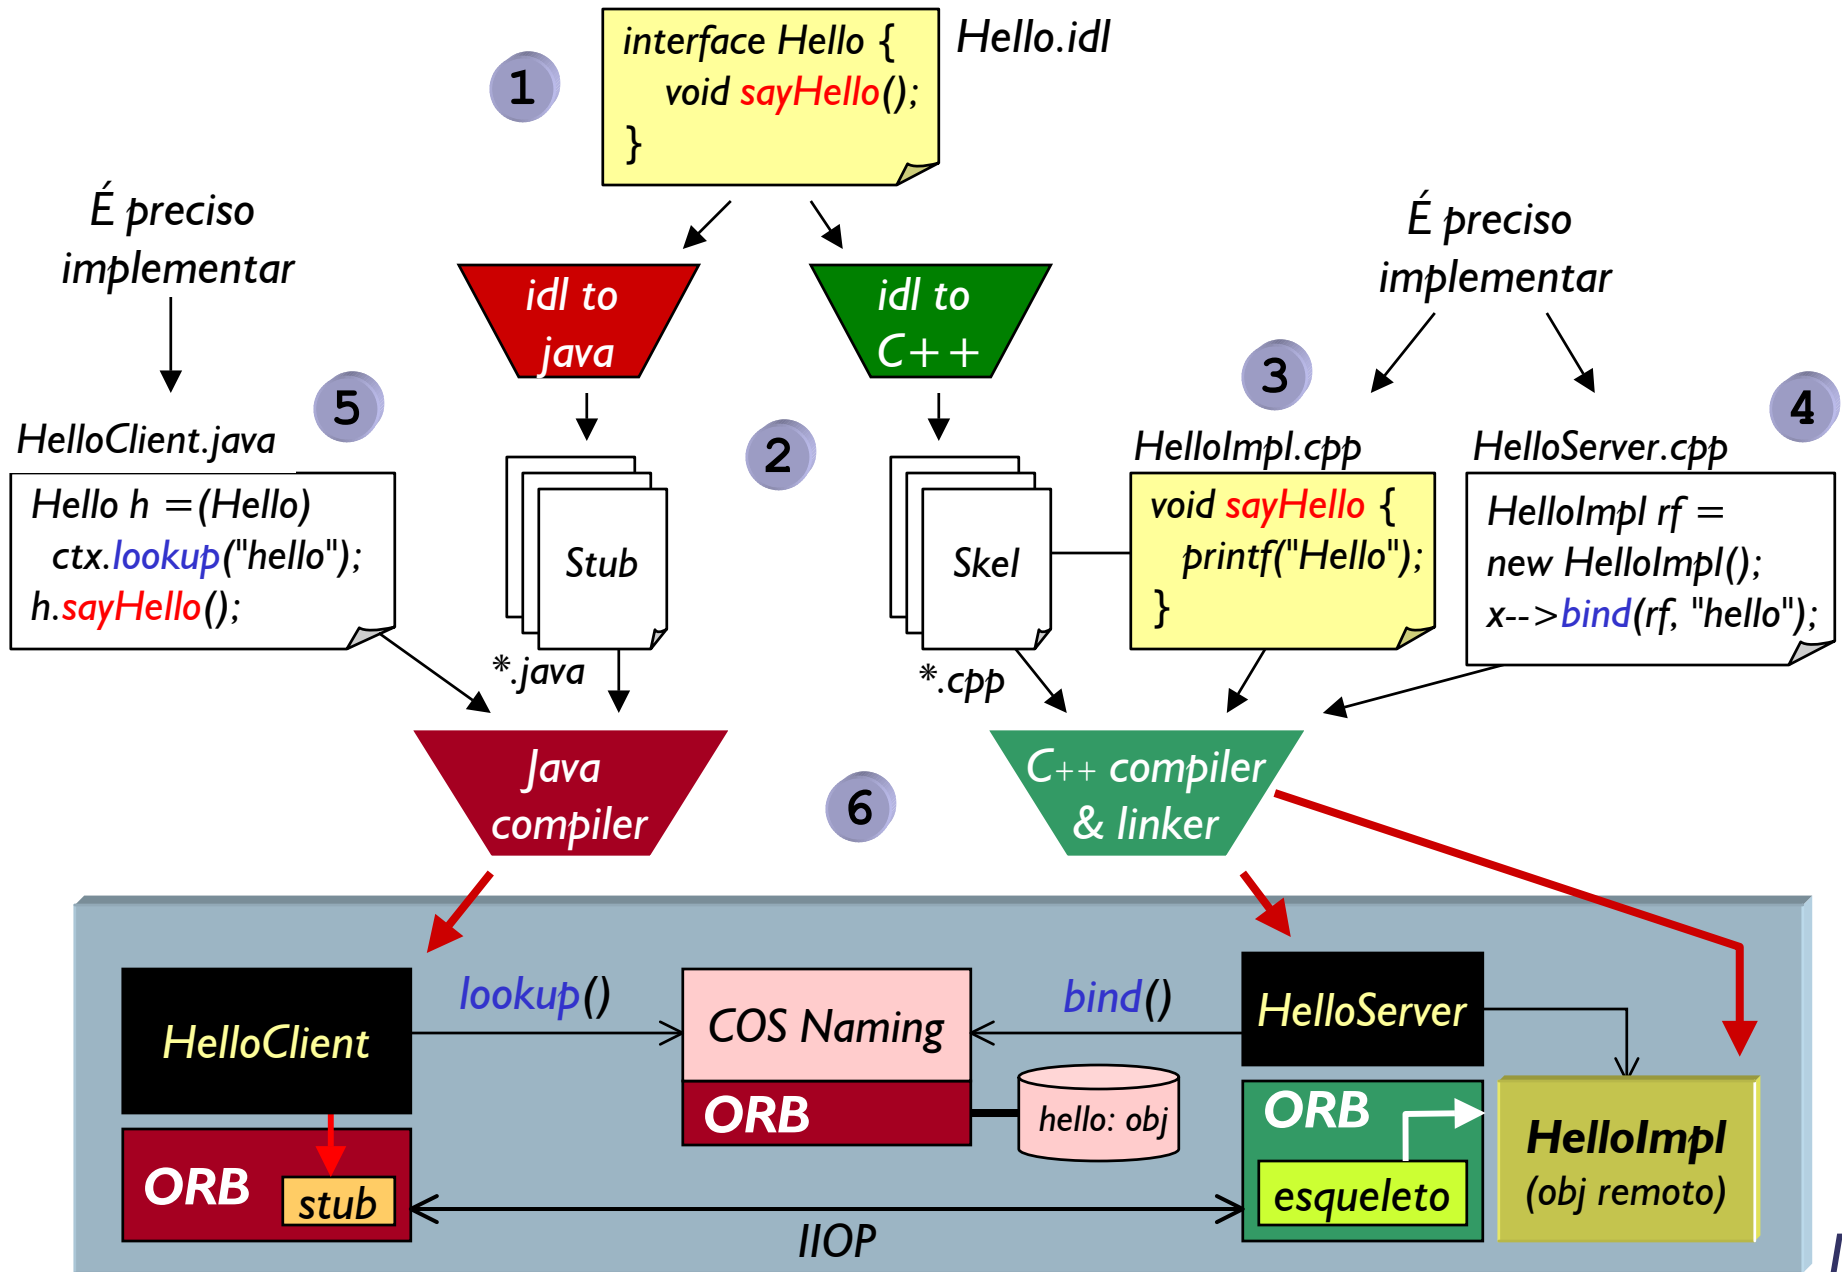 interface Hello {
void sayHello();
}
Hello.idl
1
É preciso
implementar
É preciso
implementar
idl to
java
idl to
C++
5
2
3
4
HelloClient.java
Hello h =(Hello)
ctx.lookup("hello");
h.sayHello();
Stub
*.java
Skel
*.cpp
HelloImpl.cpp
void sayHello {
printf("Hello");
}
HelloServer.cpp
HelloImpl rf =
new HelloImpl();
x-->bind(rf, "hello");
Java
compiler
6
C++ compiler
& linker
HelloClient
lookup()
COS Naming
bind()
HelloServer
ORB
stub
ORB
hello: obj
ORB
esqueleto
HelloImpl
(obj remoto)
IIOP